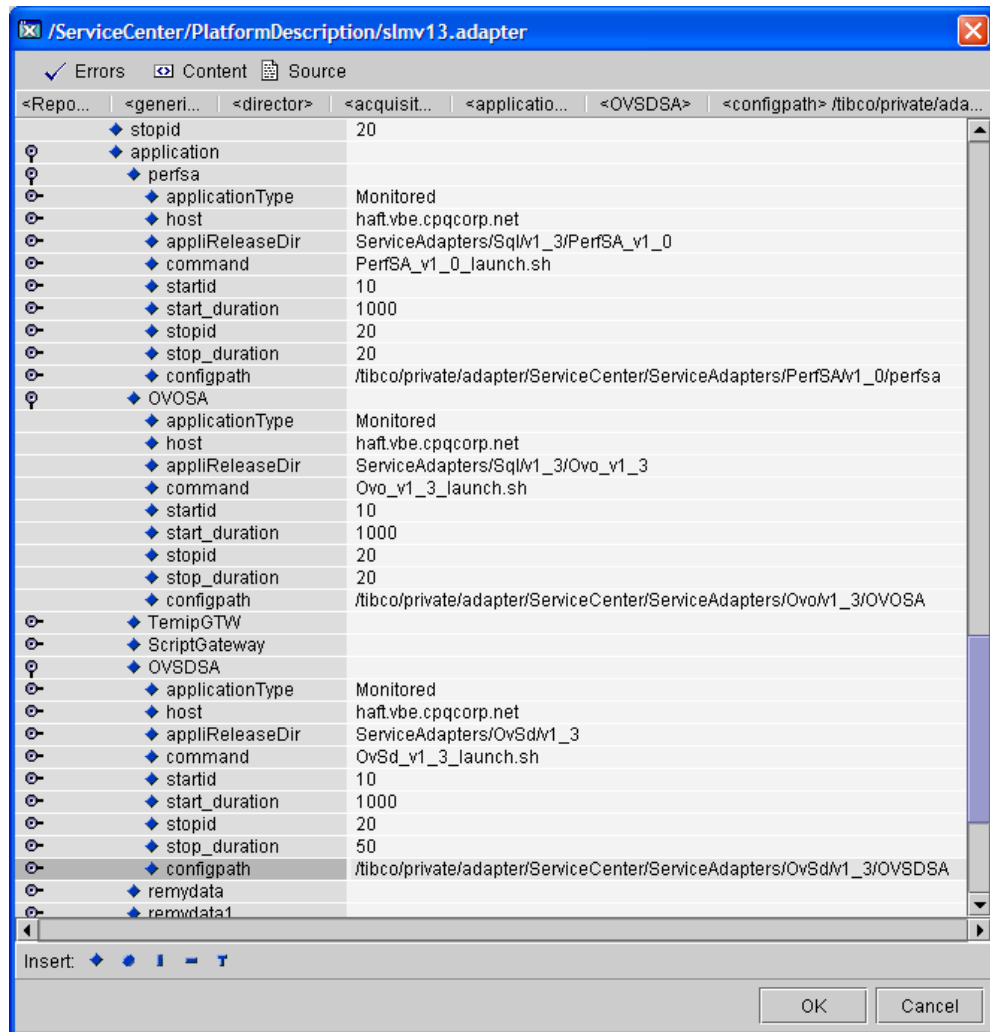 /ServiceCenter/PlatformDescription/slmv13.adapter
Errors Content Source
<Repo... <generi... <director> <acquisit... <applicatio... <OVSDSA> <configpath> /tibco/private/ada...
stopid 20
application
perfsa
applicationType Monitored
host haft.vbe.cpqcorp.net
appliReleaseDir ServiceAdapters/Sql/v1_3/PerfSA_v1_0
command PerfSA_v1_0_launch.sh
startid 10
start_duration 1000
stopid 20
stop_duration 20
configpath /tibco/private/adapter/ServiceCenter/ServiceAdapters/PerfSA/v1_0/perfsa
OVOSA
applicationType Monitored
host haft.vbe.cpqcorp.net
appliReleaseDir ServiceAdapters/Sql/v1_3/Ovo_v1_3
command Ovo_v1_3_launch.sh
startid 10
start_duration 1000
stopid 20
stop_duration 20
configpath /tibco/private/adapter/ServiceCenter/ServiceAdapters/Ovo/v1_3/OVOSA
TemipGTW
ScriptGateway
OVSDSA
applicationType Monitored
host haft.vbe.cpqcorp.net
appliReleaseDir ServiceAdapters/OvSd/v1_3
command OvSd_v1_3_launch.sh
startid 10
start_duration 1000
stopid 20
stop_duration 50
configpath /tibco/private/adapter/ServiceCenter/ServiceAdapters/OvSd/v1_3/OVSDSA
remydata
remydata1
Insert: T
OK Cancel